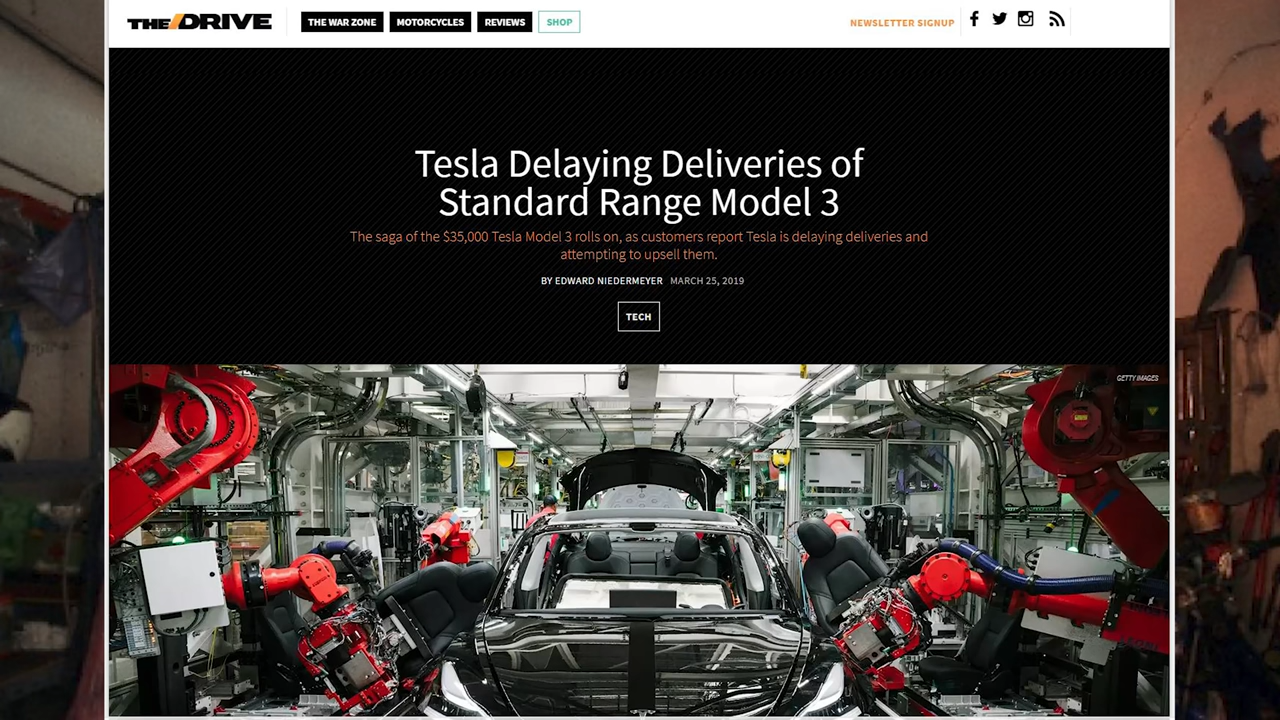 THE/DRIVE
THE WAR ZONE
MOTORCYCLES
REVIEWS
SHOP
NEWSLETTER SIGNUP
Tesla Delaying Deliveries of
Standard Range Model 3
The saga of the $35,000 Tesla Model 3 rolls on, as customers report Tesla is delaying deliveries and
attempting to upsell them.
BY EDWARD NIEDERMEYER MARCH 25, 2019
TECH
GETTY IMAGES